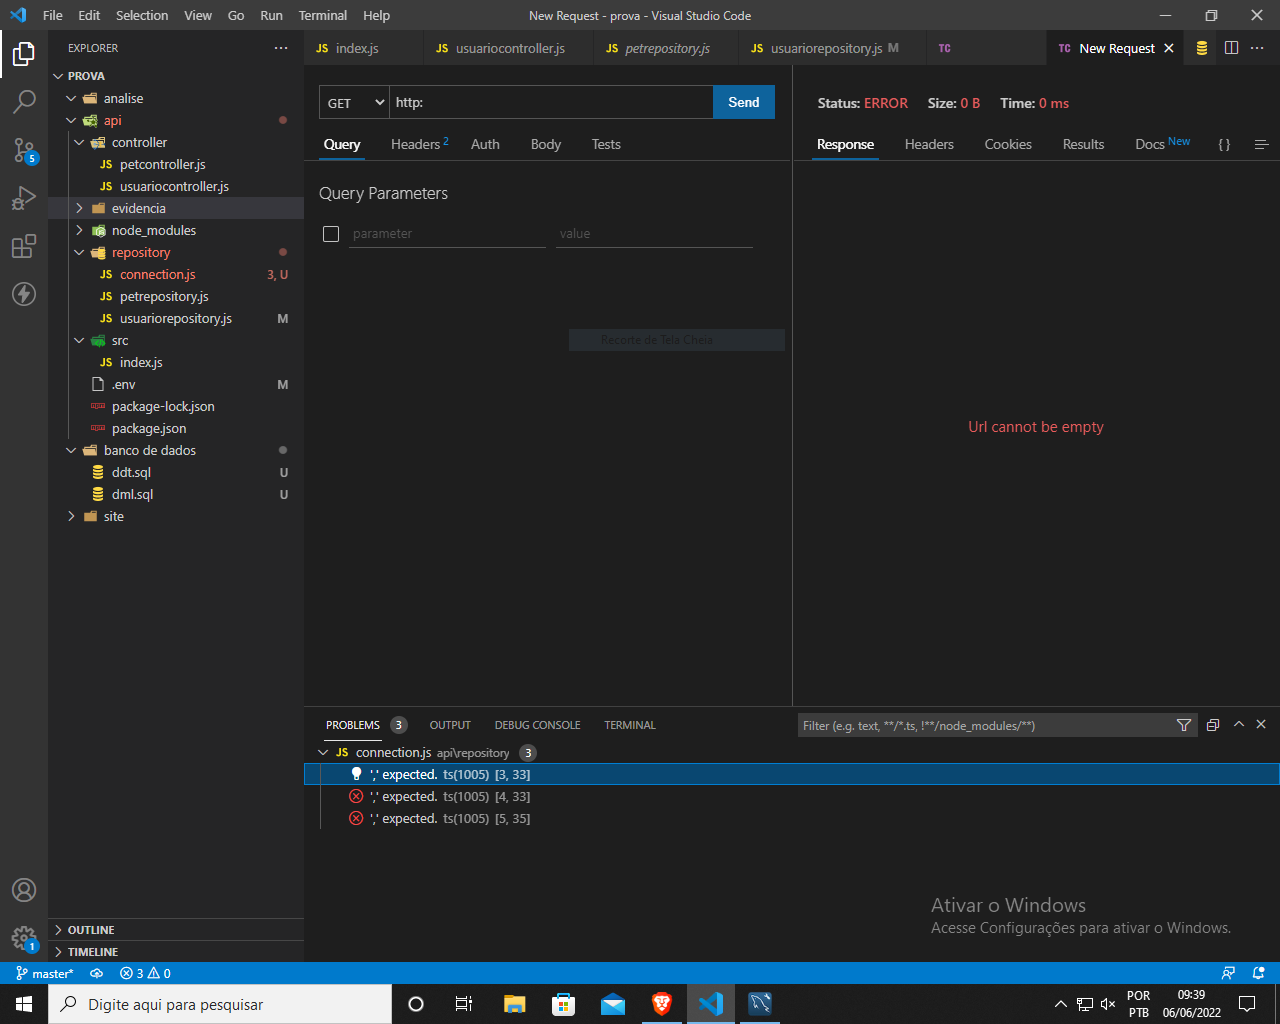 File Edit Selection View Go Run Terminal Help
New Request - prova - Visual Studio Code
EXPLORER
PROVA
analise
api
controller
JS petcontroller.js
JS usuariocontroller.js
evidencia
node_modules
repository
JS connection.js 3, U
JS petrepository.js
JS usuariorepository.js M
src
JS index.js
.env M
package-lock.json
package.json
banco de dados
ddt.sql U
dml.sql U
site
OUTLINE
TIMELINE
JS index.js
JS usuariocontroller.js
JS petrepository.js
JS usuariorepository.js M
TC
TC New Request
GET http: Send
Query Headers 2 Auth Body Tests
Query Parameters
parameter value
Recorte de Tela Cheia
Status: ERROR Size: 0 B Time: 0 ms
Response Headers Cookies Results Docs New { }
Url cannot be empty
PROBLEMS 3 OUTPUT DEBUG CONSOLE TERMINAL
Filter (e.g. text, **/*.ts, !**/node_modules/**)
JS connection.js api\repository 3
',' expected. ts(1005) [3, 33]
',' expected. ts(1005) [4, 33]
',' expected. ts(1005) [5, 35]
Ativar o Windows
Acesse Configurações para ativar o Windows.
5
1
master* 3 0
Digite aqui para pesquisar
POR
PTB
09:39
06/06/2022